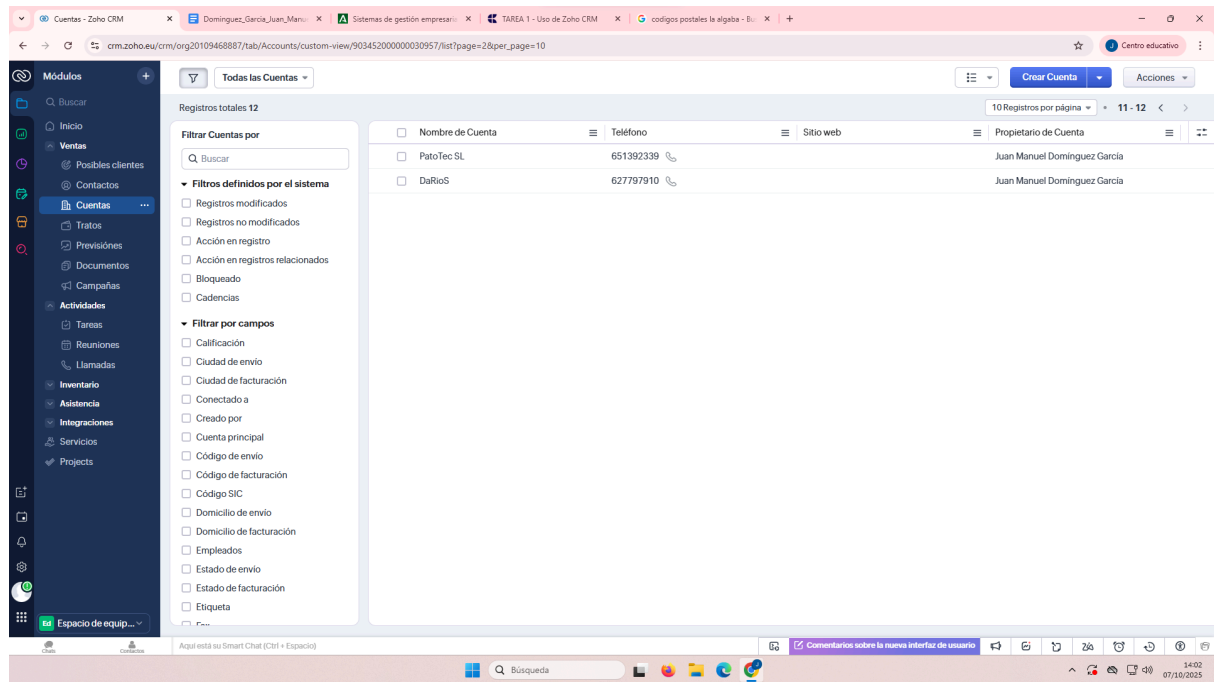 Cuentas - Zoho CRM
Dominguez_Garcia_Juan_Manu
Sistemas de gestión empresaria
TAREA 1 - Uso de Zoho CRM
codigos postales la algaba - Bu
crm.zoho.eu/crm/org20109468887/tab/Accounts/custom-view/903452000000030957/list?page=2&per_page=10
J Centro educativo
Módulos
Todas las Cuentas
Crear Cuenta
Acciones
Buscar
Registros totales 12
10 Registros por página
11 - 12
Inicio
Ventas
Posibles clientes
Contactos
Cuentas
Tratos
Previsiónes
Documentos
Campañas
Actividades
Tareas
Reuniones
Llamadas
Inventario
Asistencia
Integraciones
Servicios
Projects
Ed Espacio de equip...
Filtrar Cuentas por
Buscar
Filtros definidos por el sistema
Registros modificados
Registros no modificados
Acción en registro
Acción en registros relacionados
Bloqueado
Cadencias
Filtrar por campos
Calificación
Ciudad de envío
Ciudad de facturación
Conectado a
Creado por
Cuenta principal
Código de envío
Código de facturación
Código SIC
Domicilio de envío
Domicilio de facturación
Empleados
Estado de envío
Estado de facturación
Etiqueta
Nombre de Cuenta Teléfono Sitio web Propietario de Cuenta
PatoTec SL 651392339 Juan Manuel Domínguez García
DaRioS 627797910 Juan Manuel Domínguez García
Chats
Contactos
Aquí está su Smart Chat (Ctrl + Espacio)
Comentarios sobre la nueva interfaz de usuario
Búsqueda
14:02
07/10/2025